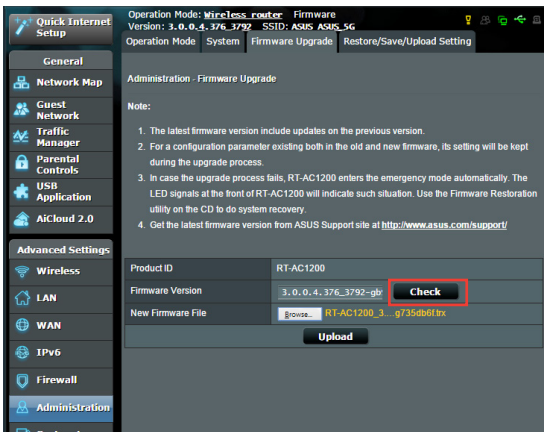 Quick Internet
Setup
General
Network Map
Guest
Network
Traffic
Manager
Parental
Controls
USB
Application
AiCloud 2.0
Advanced Settings
Wireless
LAN
WAN
IPv6
Firewall
Administration
Operation Mode: Wireless router Firmware
Version: 3.0.0.4.376_3792 SSID: ASUS ASUS_5G
Operation Mode System Firmware Upgrade Restore/Save/Upload Setting
Administration - Firmware Upgrade
Note:
1. The latest firmware version include updates on the previous version.
2. For a configuration parameter existing both in the old and new firmware, its setting will be kept
during the upgrade process.
3. In case the upgrade process fails, RT-AC1200 enters the emergency mode automatically. The
LED signals at the front of RT-AC1200 will indicate such situation. Use the Firmware Restoration
utility on the CD to do system recovery.
4. Get the latest firmware version from ASUS Support site at http://www.asus.com/support/
Product ID RT-AC1200
Firmware Version 3.0.0.4.376_3792-gb Check
New Firmware File Browse... RT-AC1200_3....g735db6f.trx
Upload